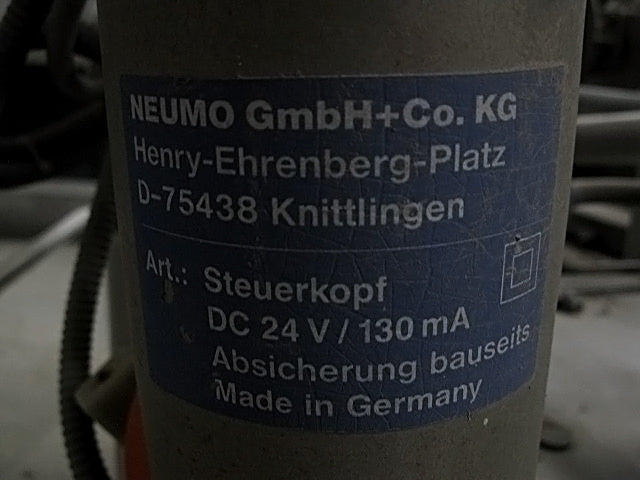 NEUMO GmbH+Co. KG
Henry-Ehrenberg-Platz
D-75438 Knittlingen
Art.: Steuerkopf
DC 24 V / 130 mA
Absicherung bauseits
Made in Germany